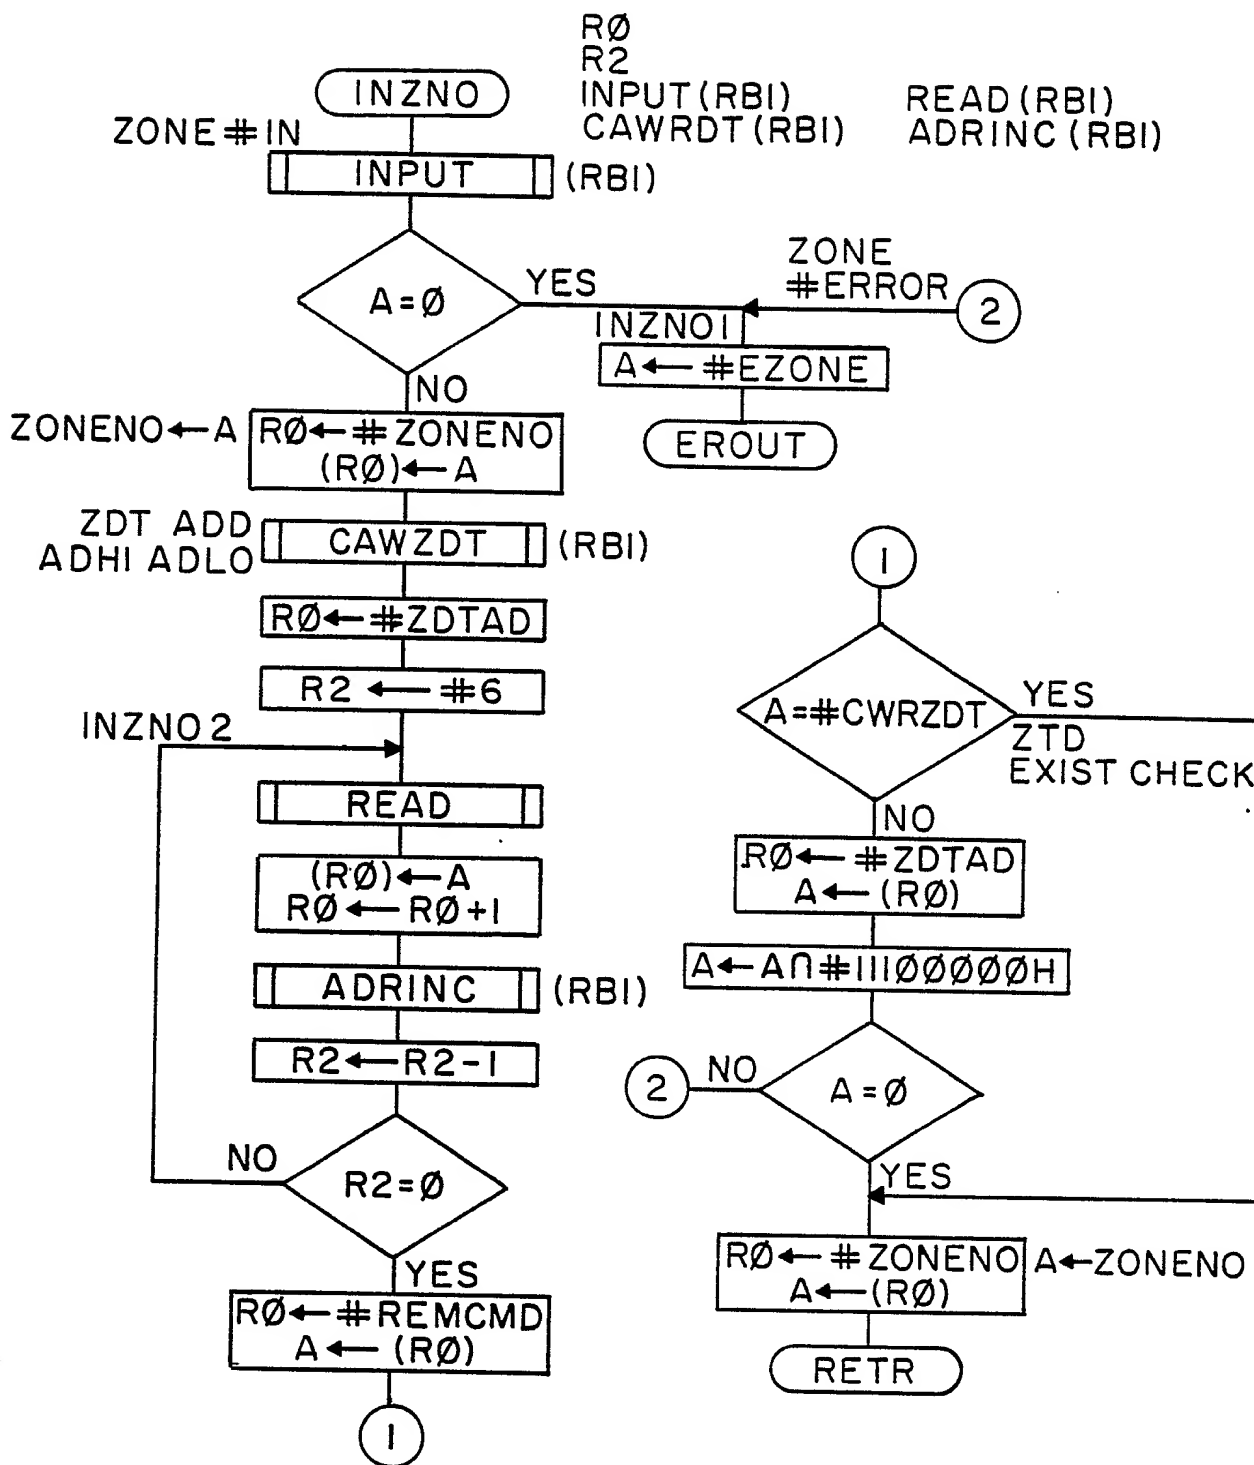 RØ
R2
INPUT (RBI) READ (RBI)
CAWRDT (RBI) ADRINC (RBI)
INZNO
ZONE #IN
INPUT (RBI)
A=Ø
YES
ZONE
#ERROR
2
INZNO1
A ← #EZONE
EROUT
NO
ZONENO←A
RØ←#ZONENO
(RØ)←A
ZDT ADD
ADHI ADLO
CAWZDT (RBI)
RØ←#ZDTAD
R2 ← #6
INZNO2
READ
(RØ)←A
RØ←RØ+1
ADRINC (RBI)
R2←R2-1
NO
R2=Ø
YES
RØ←#REMCMD
A←(RØ)
1
1
A=#CWRZDT
YES
ZTD
EXIST CHECK
NO
RØ←#ZDTAD
A←(RØ)
A←A∩#111ØØØØØH
2
NO
A=Ø
YES
RØ←#ZONENO
A←(RØ)
A←ZONENO
RETR